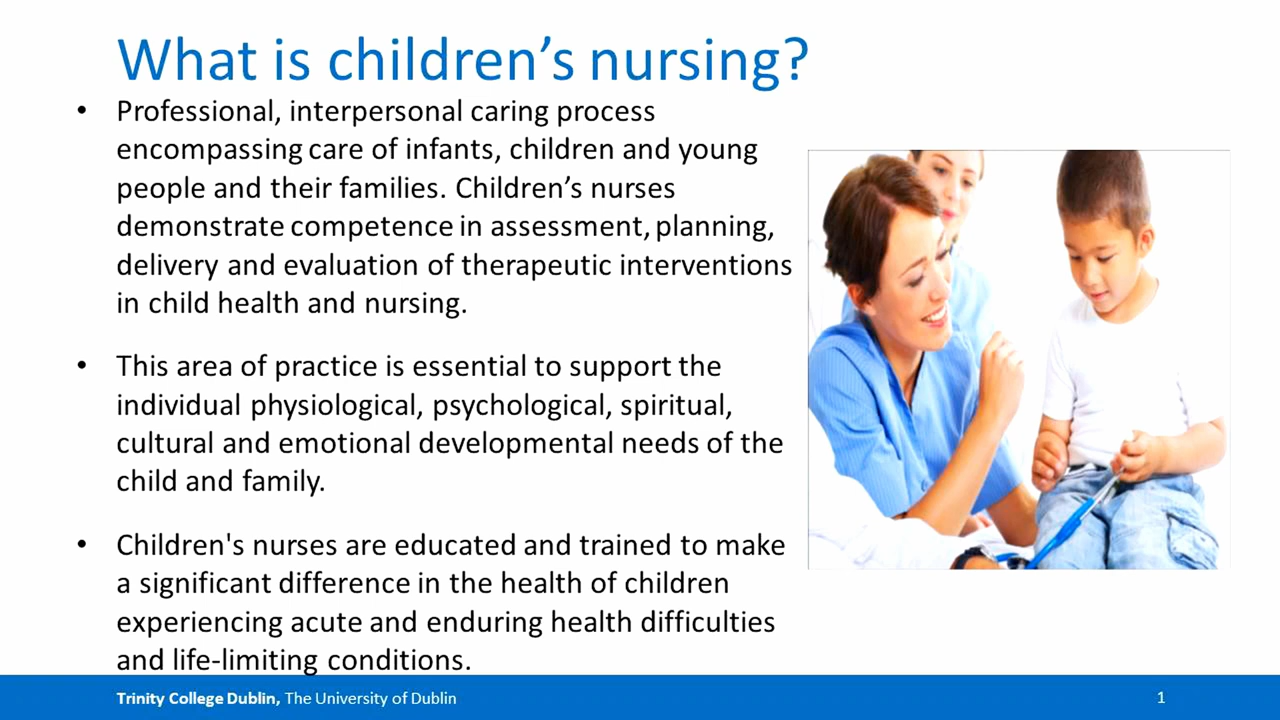 What is children’s nursing?
• Professional, interpersonal caring process
encompassing care of infants, children and young
people and their families. Children’s nurses
demonstrate competence in assessment, planning,
delivery and evaluation of therapeutic interventions
in child health and nursing.
• This area of practice is essential to support the
individual physiological, psychological, spiritual,
cultural and emotional developmental needs of the
child and family.
• Children's nurses are educated and trained to make
a significant difference in the health of children
experiencing acute and enduring health difficulties
and life-limiting conditions.
Trinity College Dublin, The University of Dublin
1